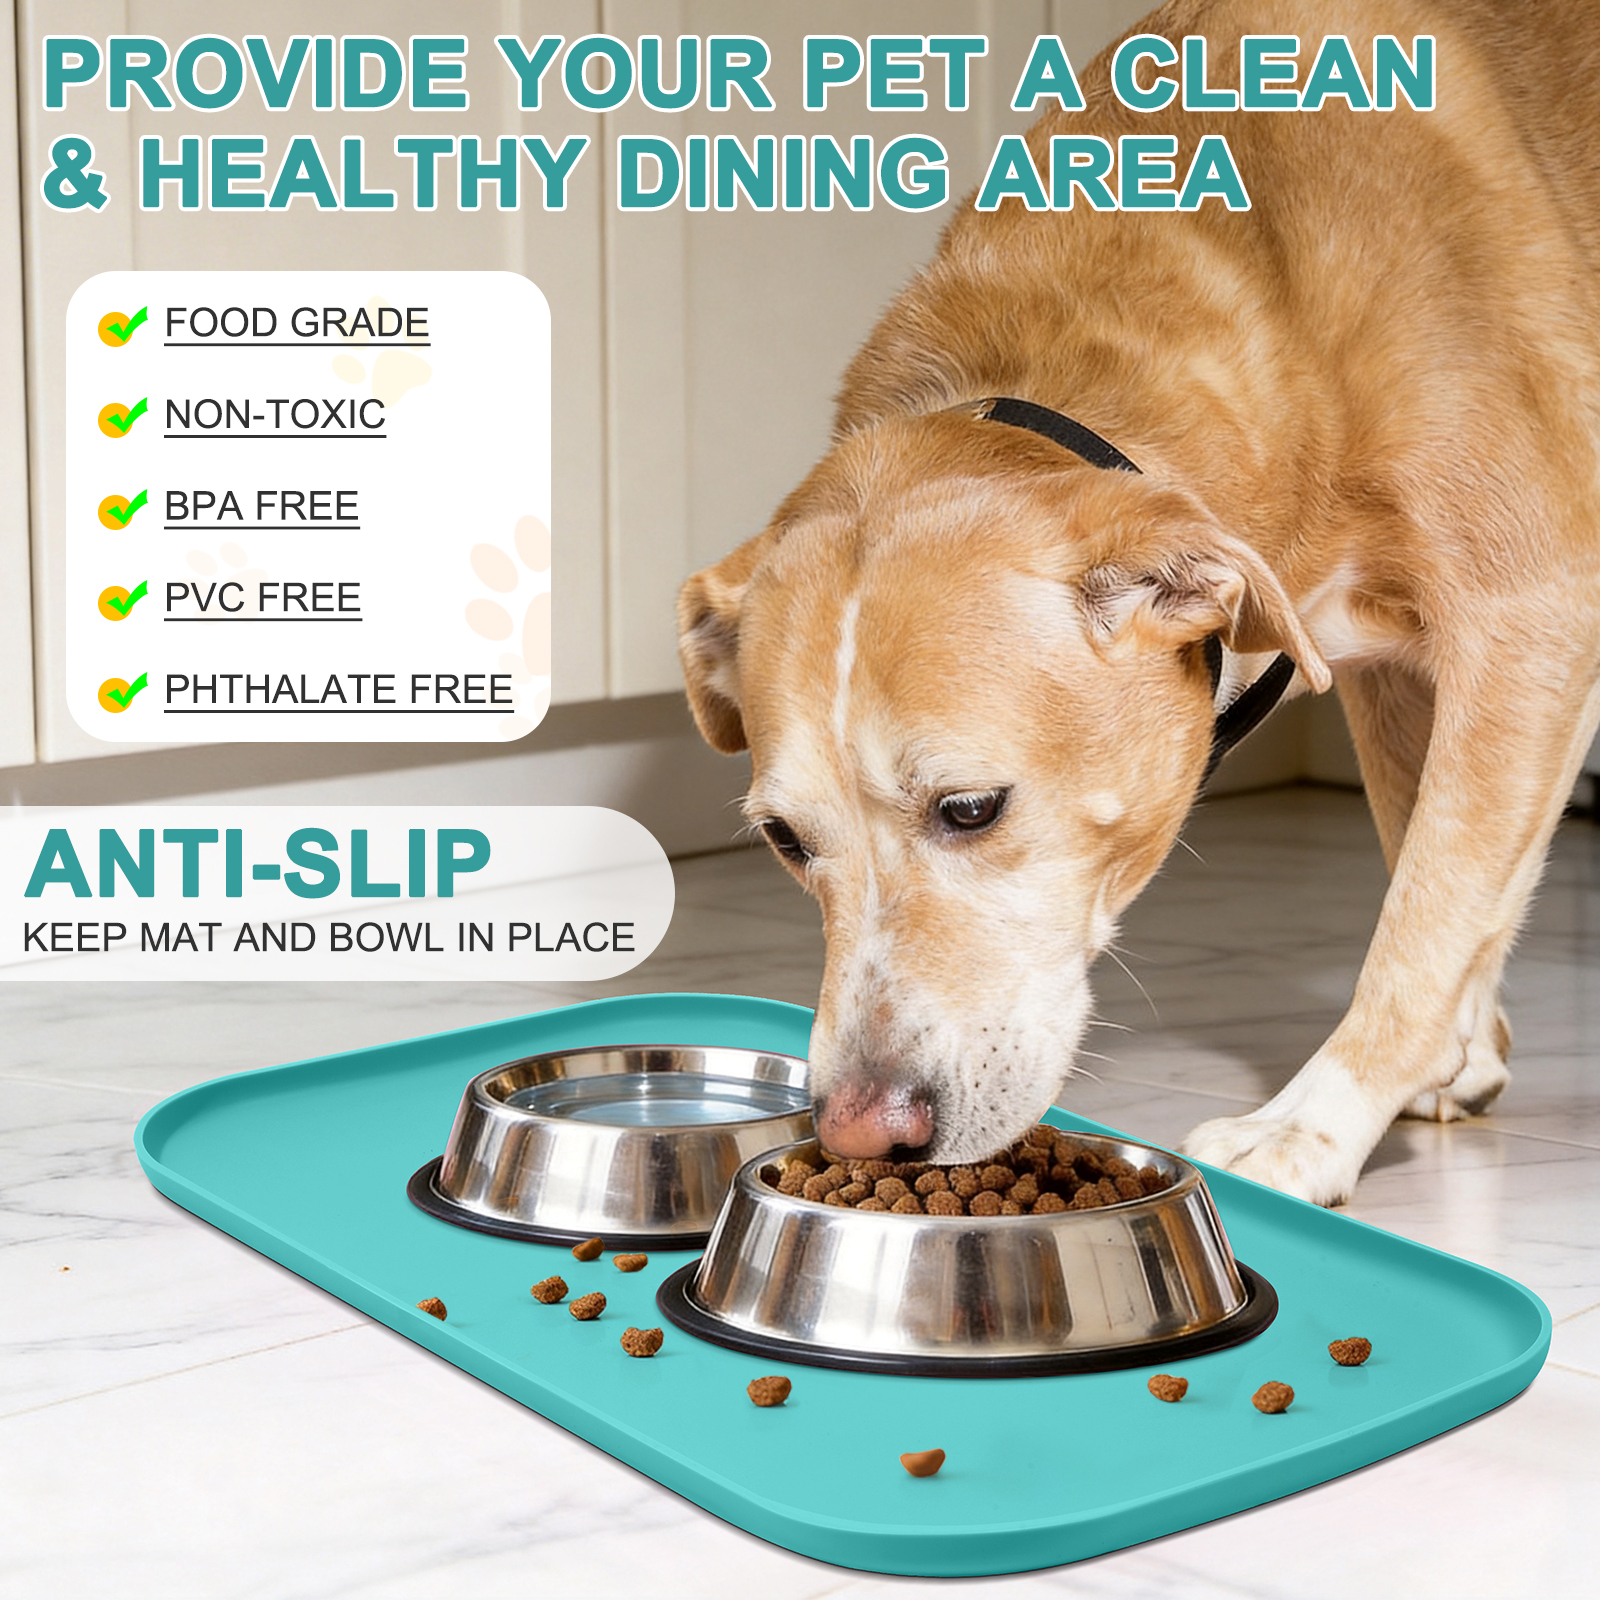 PROVIDE YOUR PET A CLEAN
& HEALTHY DINING AREA
FOOD GRADE
NON-TOXIC
BPA FREE
PVC FREE
PHTHALATE FREE
ANTI-SLIP
KEEP MAT AND BOWL IN PLACE